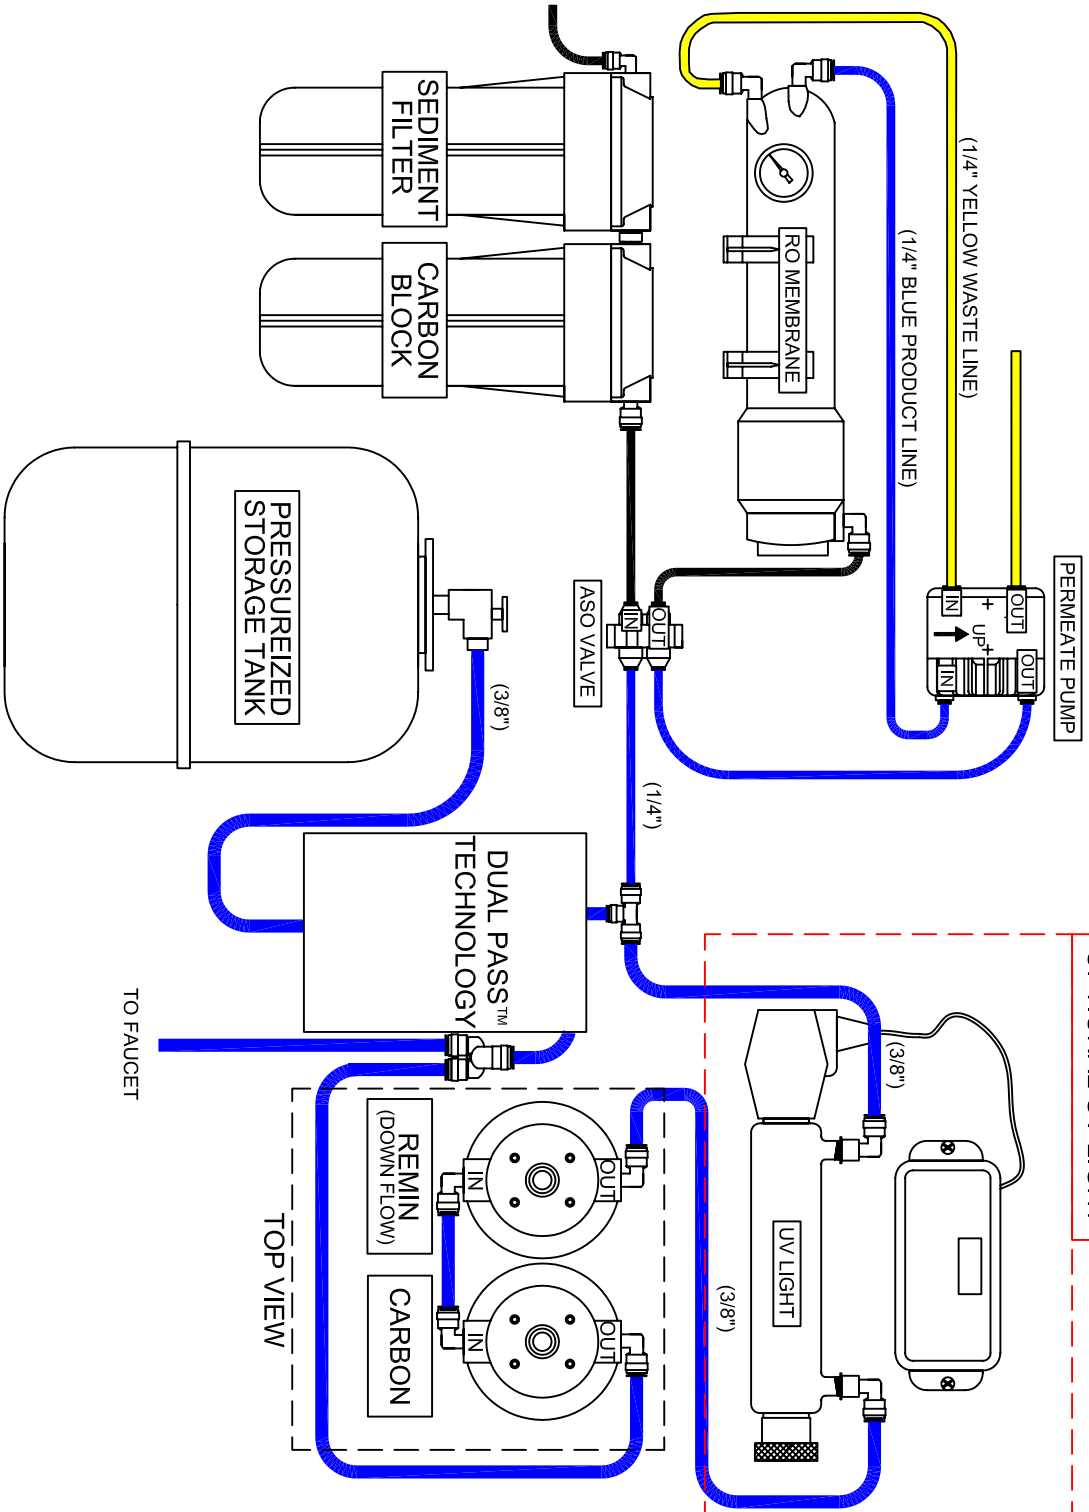 SEDIMENT
FILTER
CARBON
BLOCK
RO MEMBRANE
(1/4" YELLOW WASTE LINE)
(1/4" BLUE PRODUCT LINE)
PERMEATE PUMP
IN
OUT
+
UP
+
IN
OUT
ASO VALVE
IN
OUT
PRESSUREIZED
STORAGE TANK
(3/8")
(1/4")
DUAL PASS™
TECHNOLOGY
TO FAUCET
(3/8")
UV LIGHT
(3/8")
REMIN
(DOWN FLOW)
IN
OUT
CARBON
IN
OUT
TOP VIEW